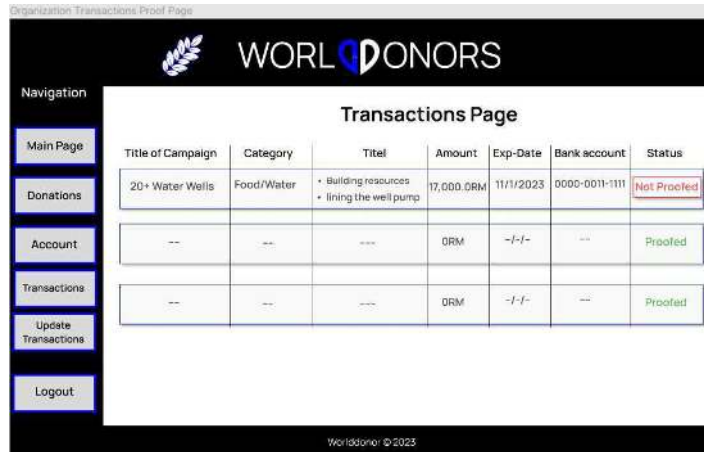 Organization Transactions Proof Page
WORLDDONORS
Navigation
Main Page
Donations
Account
Transactions
Update
Transactions
Logout
Transactions Page
Title of Campaign Category Titel Amount Exp-Date Bank account Status
20+ Water Wells Food/Water • Building resources • lining the well pump 17,000.0RM 11/1/2023 0000-0011-1111 Not Proofed
-- -- --- 0RM -/-/- -- Proofed
-- -- --- 0RM -/-/- -- Proofed
Worlddonor © 2023